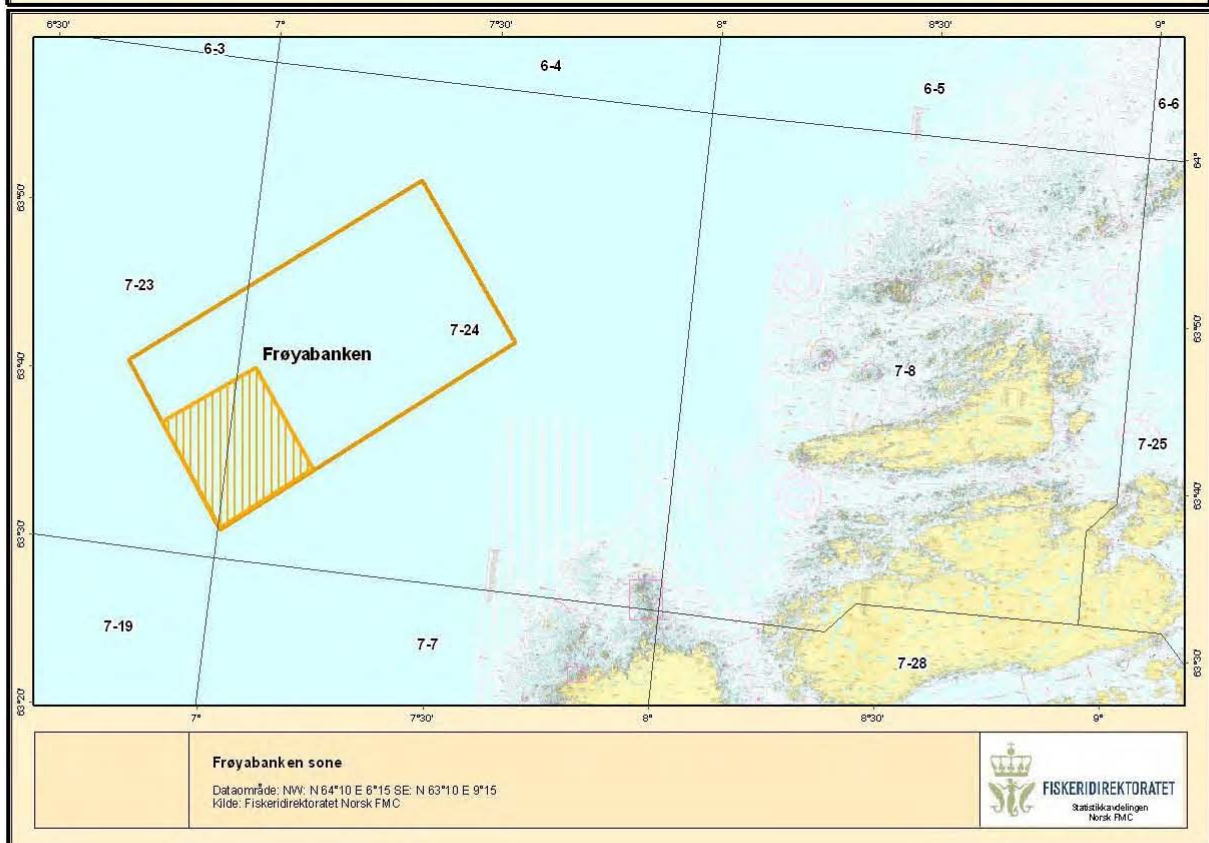 6°30' 7° 7°30' 8° 8°30' 9°
6-3
6-4
6-5
6-6
64°
63°50'
7-23
7-24
63°50'
63°40'
Frøyabanken
7-8
7-25
63°40'
63°30'
7-19
7-7
7-28
63°30'
63°20'
7° 7°30' 8° 8°30' 9°
Frøyabanken sone
Dataområde: NW: N 64°10 E 6°15 SE: N 63°10 E 9°15
Kilde: Fiskeridirektoratet Norsk FMC
FISKERIDIREKTORATET
Statistikkavdelingen
Norsk FMC